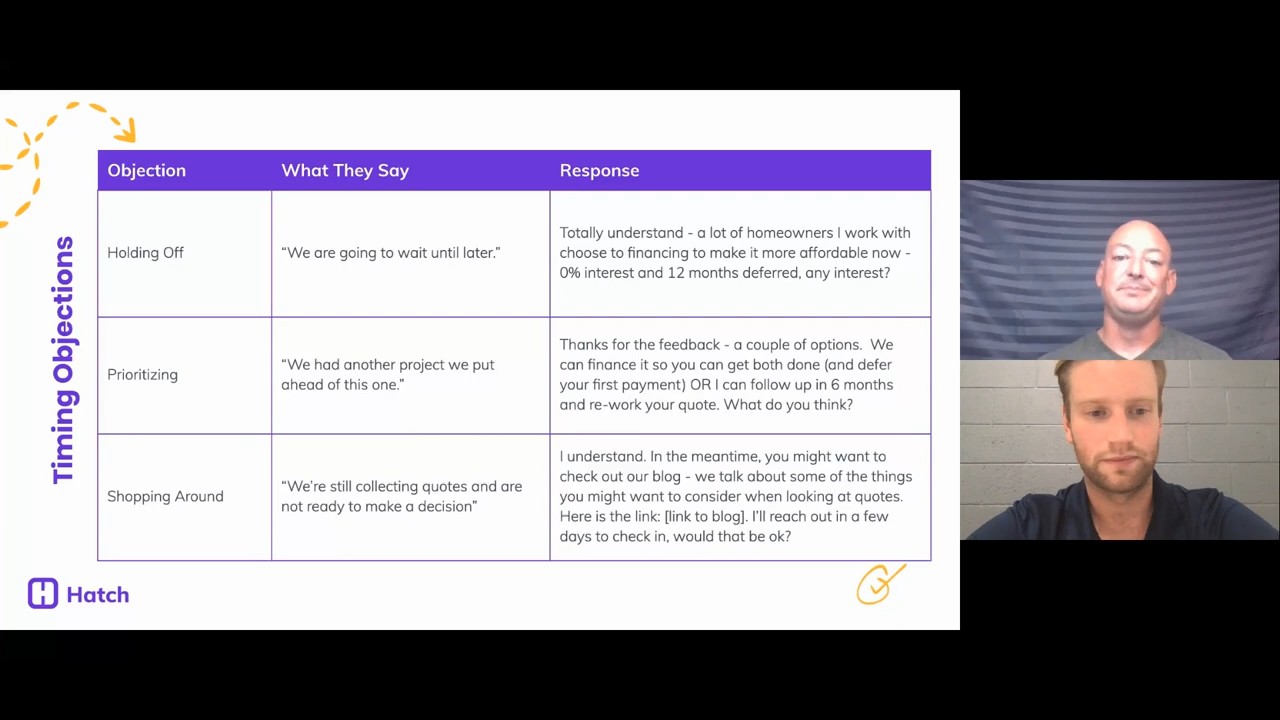 Timing Objections
Objection
What They Say
Response
Holding Off
“We are going to wait until later.”
Totally understand - a lot of homeowners I work with
choose to financing to make it more affordable now -
0% interest and 12 months deferred, any interest?
Prioritizing
“We had another project we put
ahead of this one.”
Thanks for the feedback - a couple of options.  We
can finance it so you can get both done (and defer
your first payment) OR I can follow up in 6 months
and re-work your quote. What do you think?
Shopping Around
“We’re still collecting quotes and are
not ready to make a decision”
I understand. In the meantime, you might want to
check out our blog - we talk about some of the things
you might want to consider when looking at quotes.
Here is the link: [link to blog]. I’ll reach out in a few
days to check in, would that be ok?
Hatch